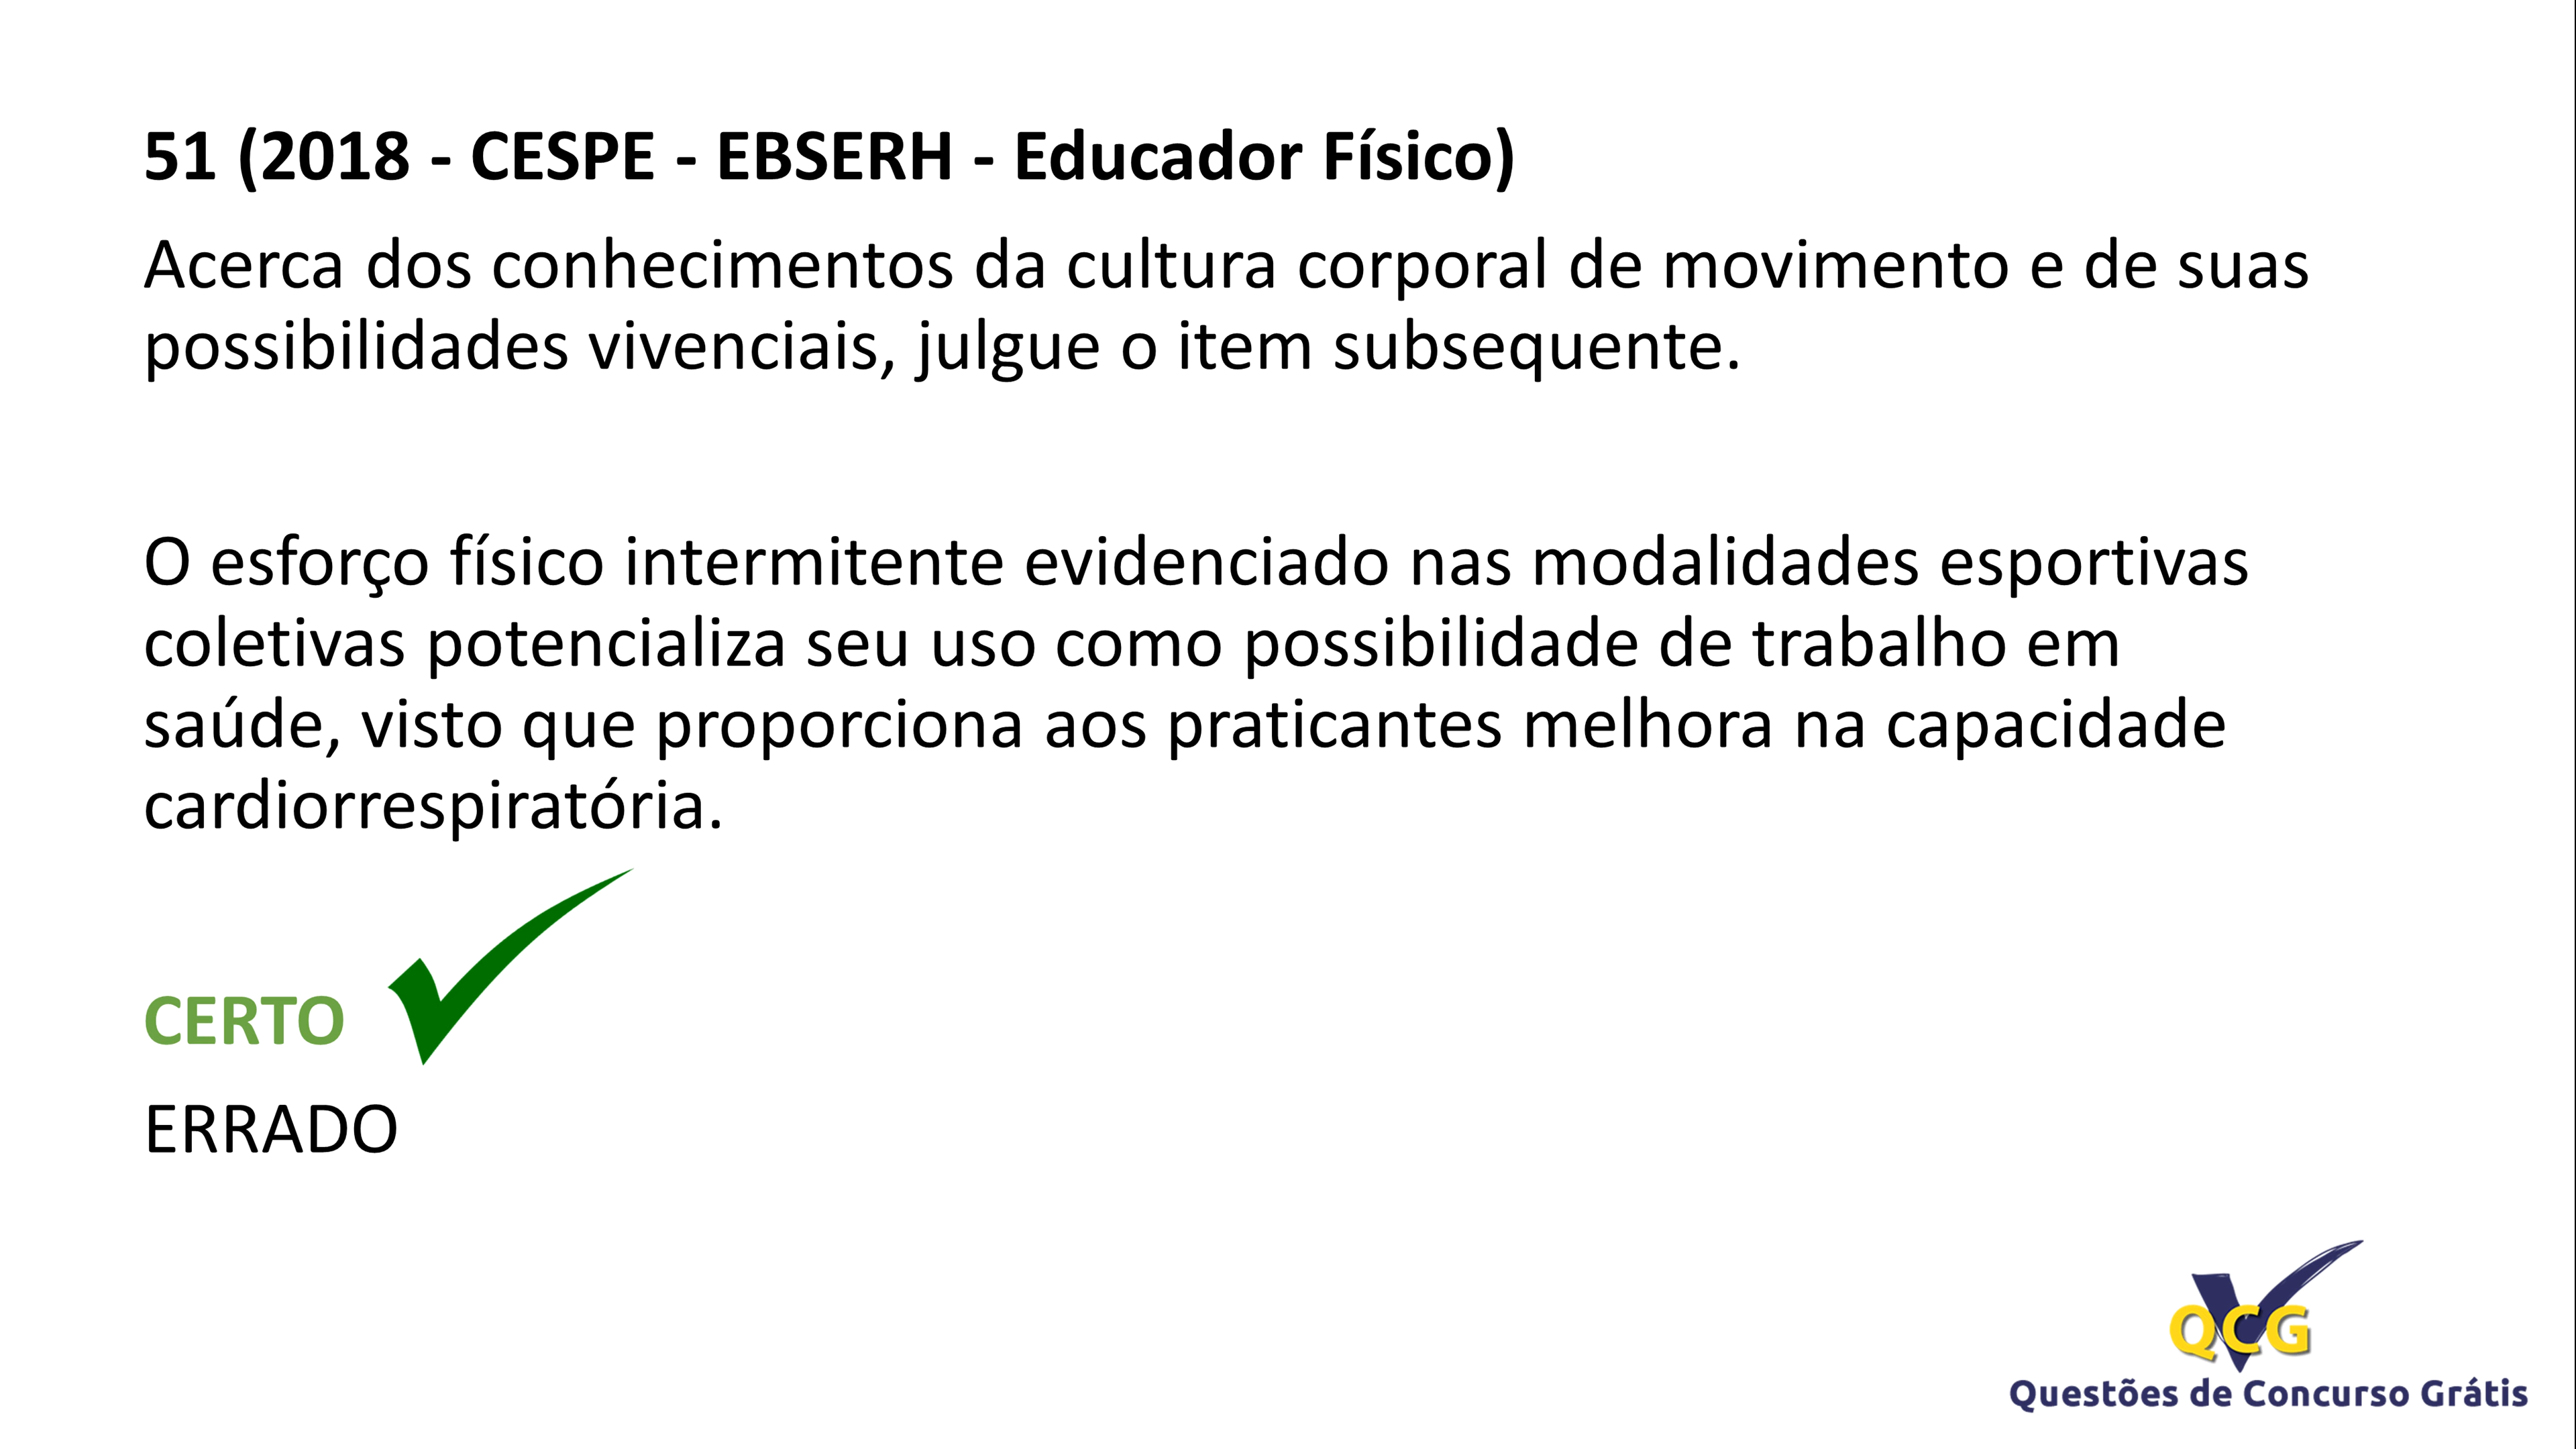 51 (2018 - CESPE - EBSERH - Educador Físico)
Acerca dos conhecimentos da cultura corporal de movimento e de suas
possibilidades vivenciais, julgue o item subsequente.
O esforço físico intermitente evidenciado nas modalidades esportivas
coletivas potencializa seu uso como possibilidade de trabalho em
saúde, visto que proporciona aos praticantes melhora na capacidade
cardiorrespiratória.
CERTO
ERRADO
QCG
Questões de Concurso Grátis